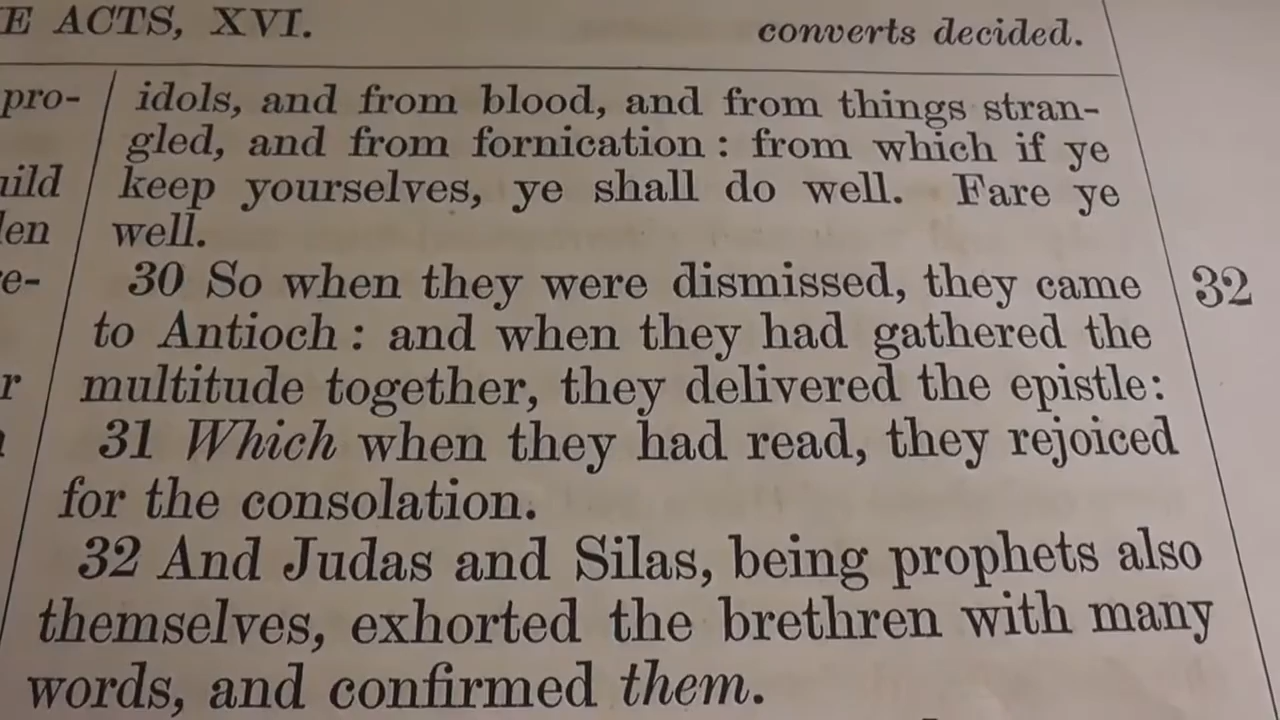 E ACTS, XVI.
converts decided.
pro-
uild
len
e-
r
idols, and from blood, and from things stran-
gled, and from fornication : from which if ye
keep yourselves, ye shall do well. Fare ye
well.
30 So when they were dismissed, they came
to Antioch : and when they had gathered the
multitude together, they delivered the epistle:
31 Which when they had read, they rejoiced
for the consolation.
32 And Judas and Silas, being prophets also
themselves, exhorted the brethren with many
words, and confirmed them.
32